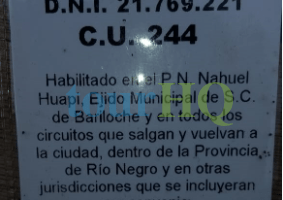 D.N.I. 21.769.221
C.U. 244
Habilitado en el P.N. Nahuel
Huapi, Ejido Municipal de S.C.
de Bariloche y en todos los
circuitos que salgan y vuelvan a
la ciudad, dentro de la Provincia
de Río Negro y en otras
jurisdicciones que se incluyeran